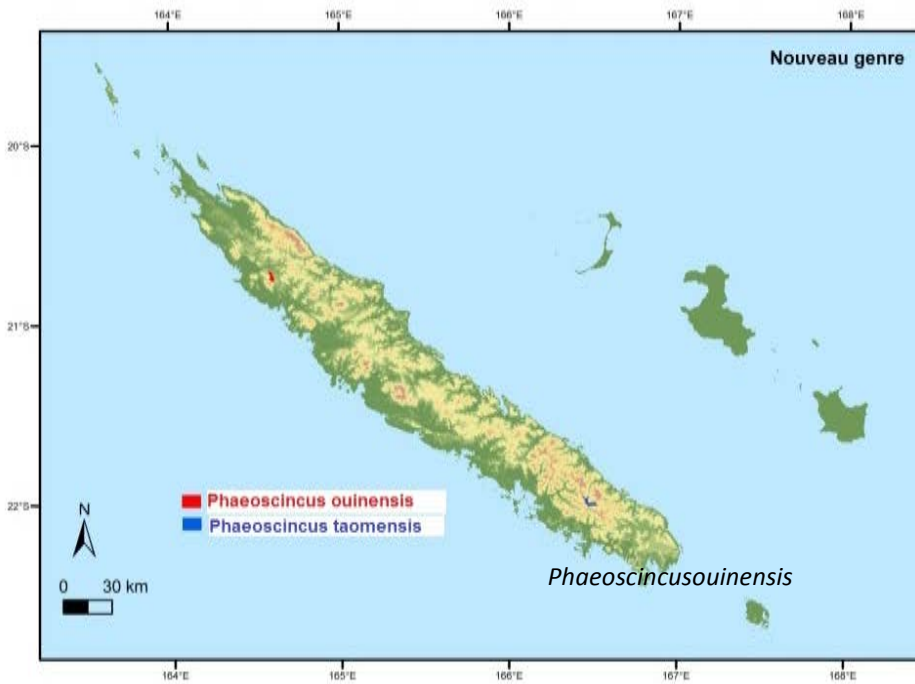 164°E 165°E 166°E 167°E 168°E
Nouveau genre
20°S
21°S
22°S
Phaeoscincus ouinensis
Phaeoscincus taomensis
N
0 30 km
Phaeoscincusouinensis
164°E 165°E 166°E 167°E 168°E